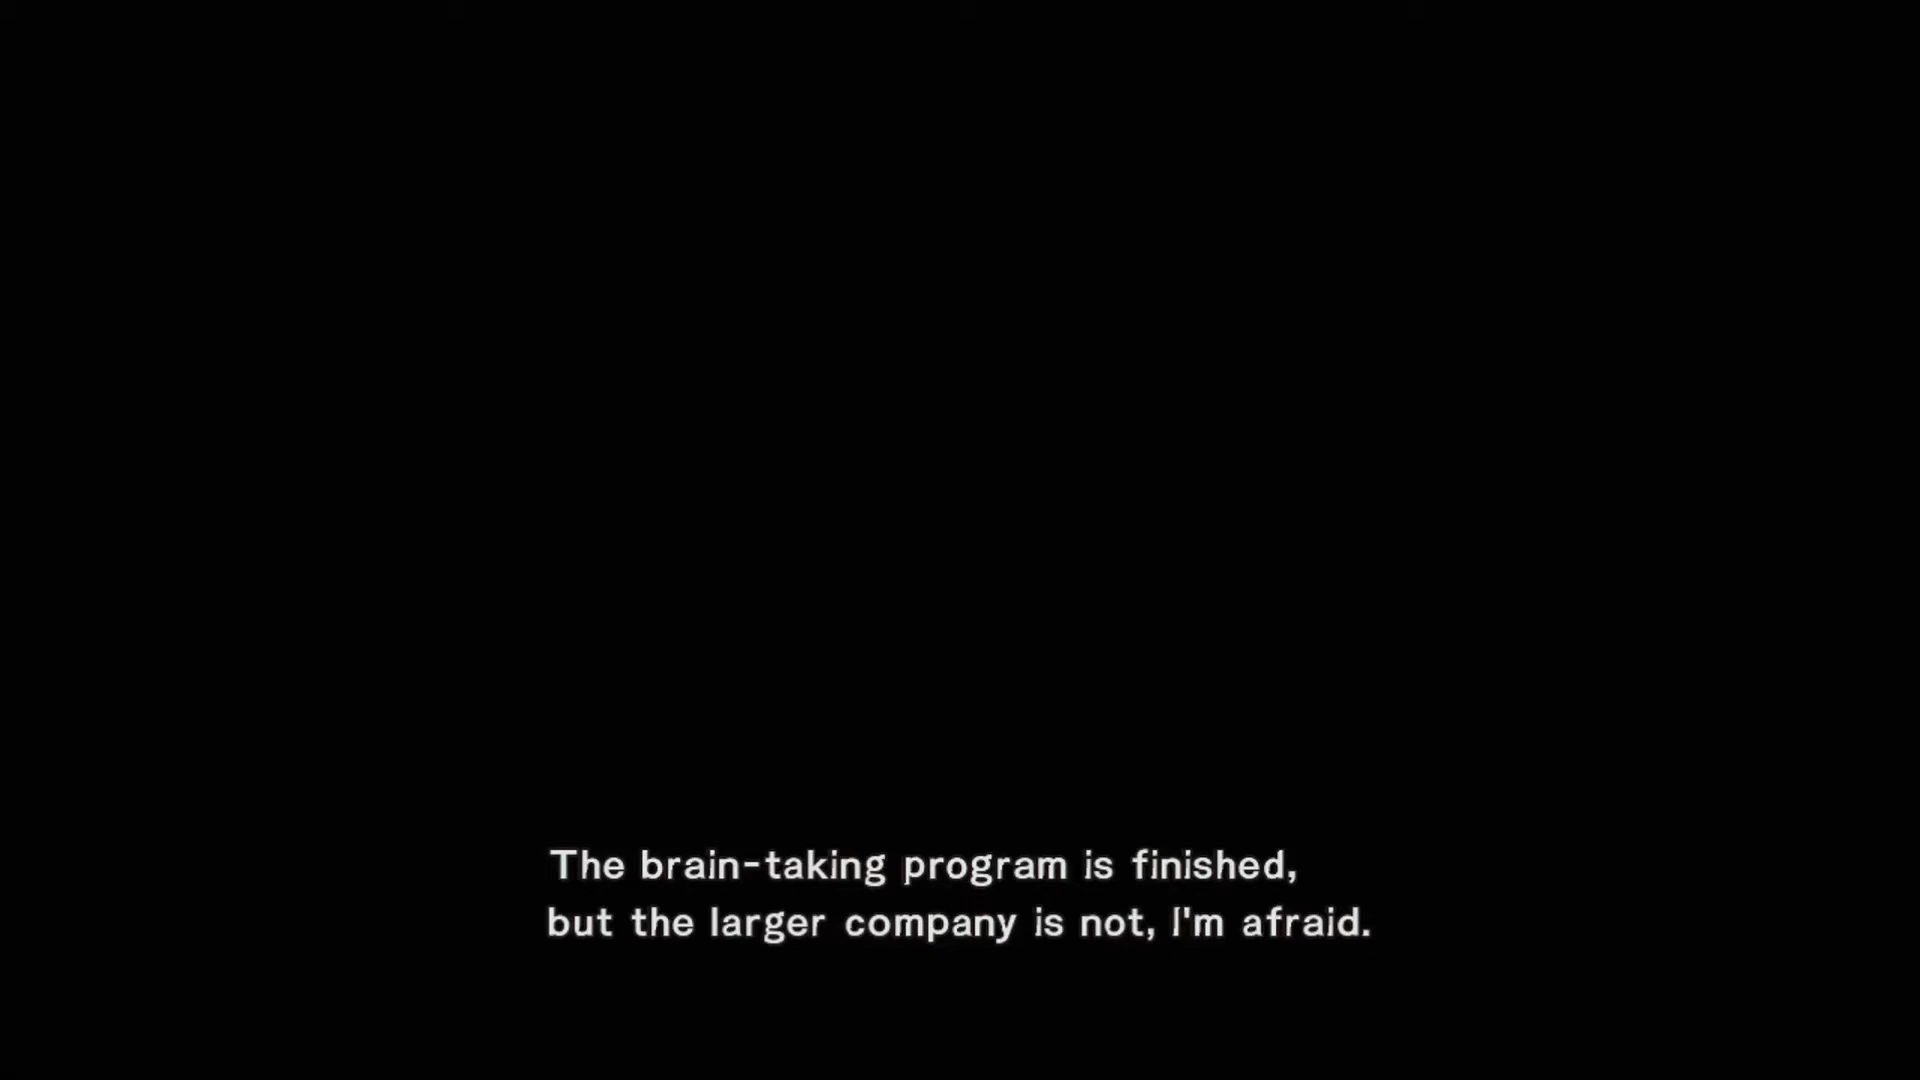 The brain-taking program is finished,
but the larger company is not, I'm afraid.